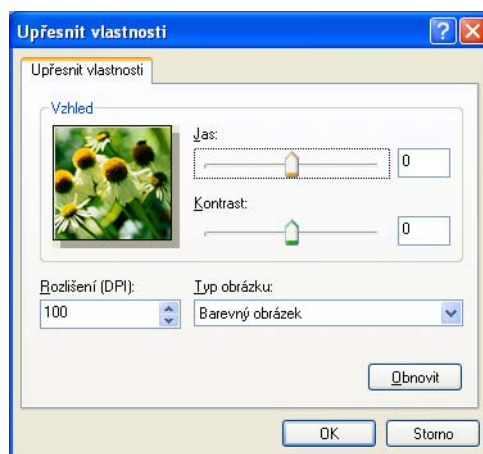 Upřesnit vlastnosti
Upřesnit vlastnosti
Vzhled
Jas:
0
Kontrast:
0
Rozlišení (DPI):
Typ obrázku:
100
Barevný obrázek
Obnovit
OK
Storno